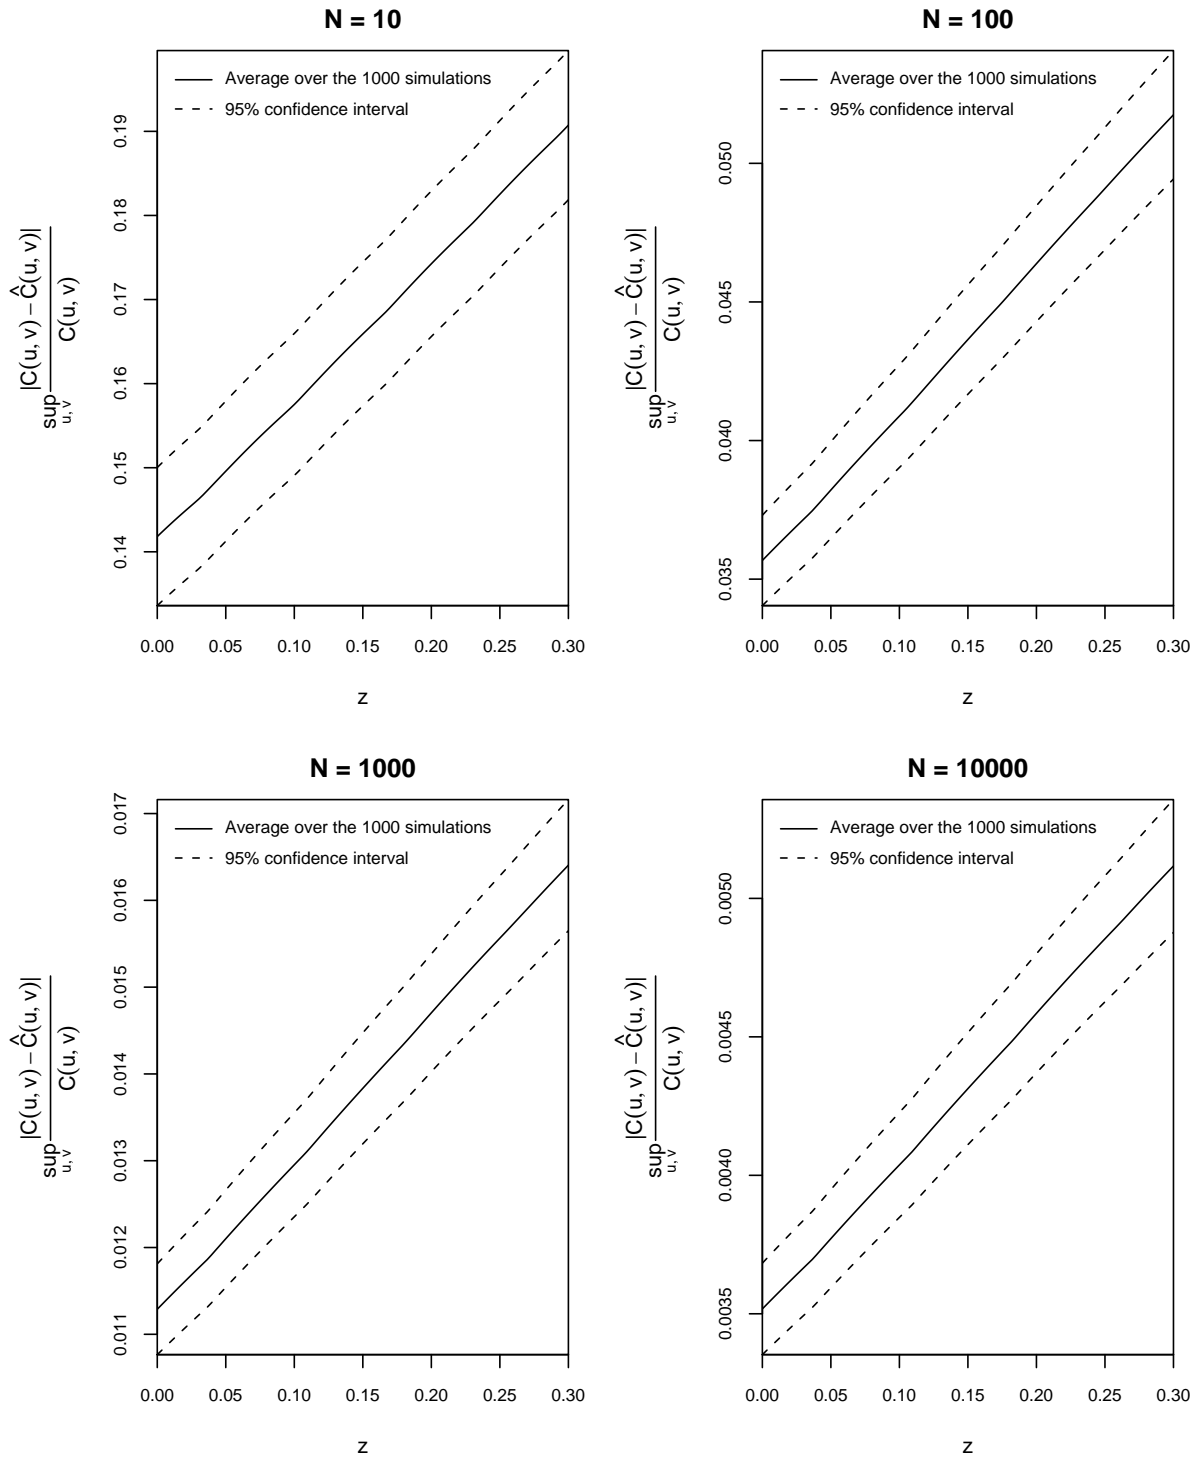 N = 10
Average over the 1000 simulations
95% confidence interval
0.14 0.15 0.16 0.17 0.18 0.19
sup u, v |C(u, v) − Ĉ(u, v)| / C(u, v)
0.00 0.05 0.10 0.15 0.20 0.25 0.30
z
N = 100
Average over the 1000 simulations
95% confidence interval
0.035 0.040 0.045 0.050
sup u, v |C(u, v) − Ĉ(u, v)| / C(u, v)
0.00 0.05 0.10 0.15 0.20 0.25 0.30
z
N = 1000
Average over the 1000 simulations
95% confidence interval
0.011 0.012 0.013 0.014 0.015 0.016 0.017
sup u, v |C(u, v) − Ĉ(u, v)| / C(u, v)
0.00 0.05 0.10 0.15 0.20 0.25 0.30
z
N = 10000
Average over the 1000 simulations
95% confidence interval
0.0035 0.0040 0.0045 0.0050
sup u, v |C(u, v) − Ĉ(u, v)| / C(u, v)
0.00 0.05 0.10 0.15 0.20 0.25 0.30
z